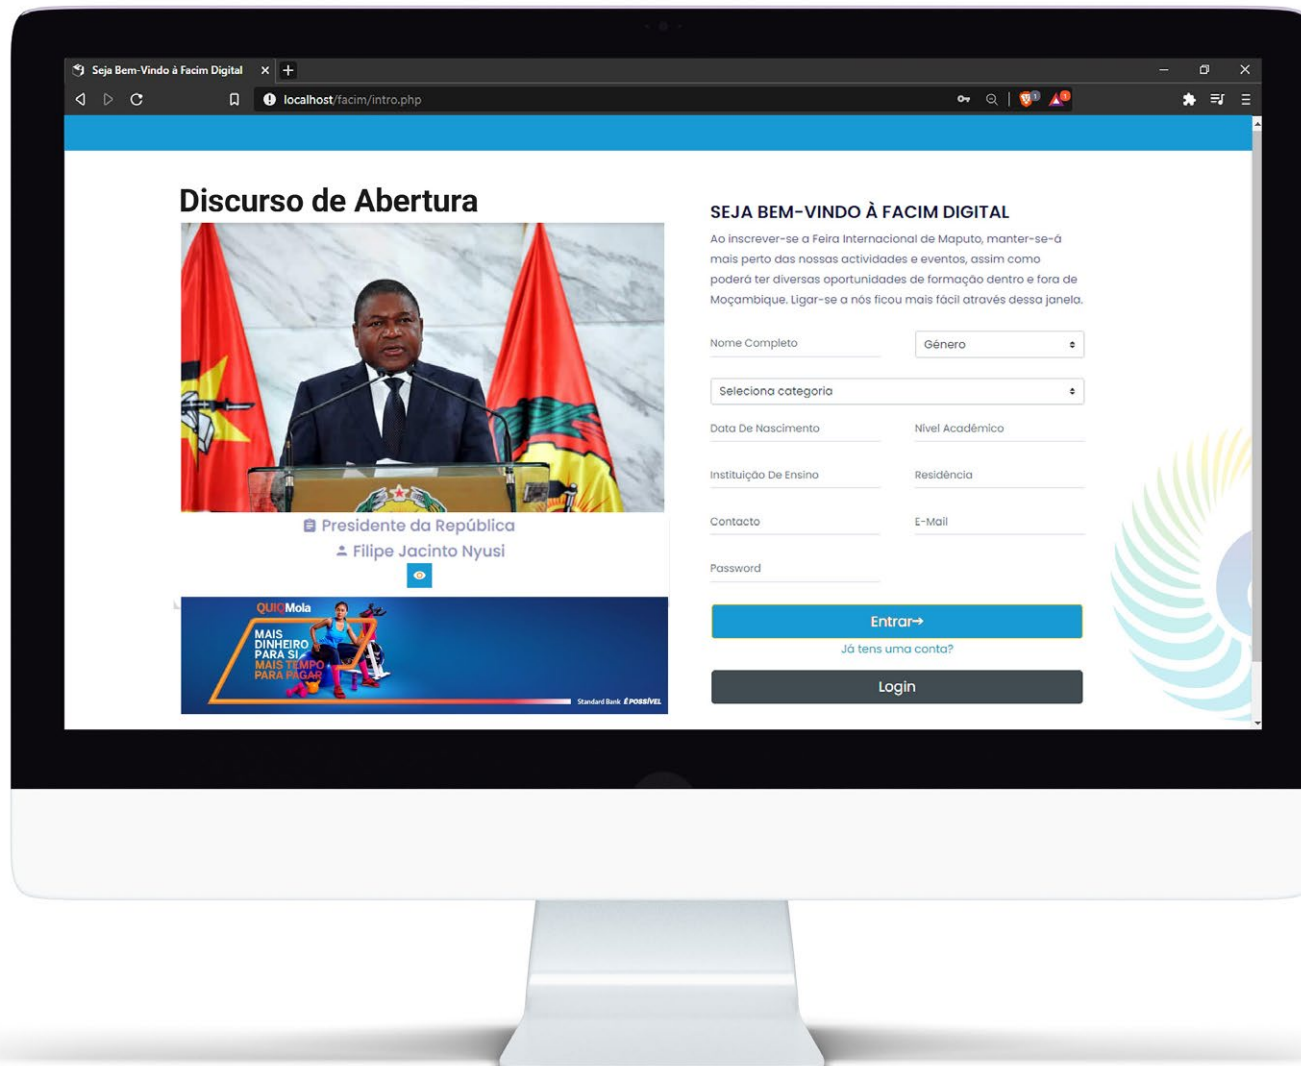 Seja Bem-Vindo à Facim Digital
localhost/facim/intro.php
Discurso de Abertura
Presidente da República
Filipe Jacinto Nyusi
QUIQMola
MAIS
DINHEIRO
PARA SI,
MAIS TEMPO
PARA PAGAR
Standard Bank É POSSÍVEL
SEJA BEM-VINDO À FACIM DIGITAL
Ao inscrever-se a Feira Internacional de Maputo, manter-se-á
mais perto das nossas actividades e eventos, assim como
poderá ter diversas oportunidades de formação dentro e fora de
Moçambique. Ligar-se a nós ficou mais fácil através dessa janela.
Nome Completo
Género
Seleciona categoria
Data De Nascimento
Nível Acadêmico
Instituição De Ensino
Residência
Contacto
E-Mail
Password
Entrar→
Já tens uma conta?
Login